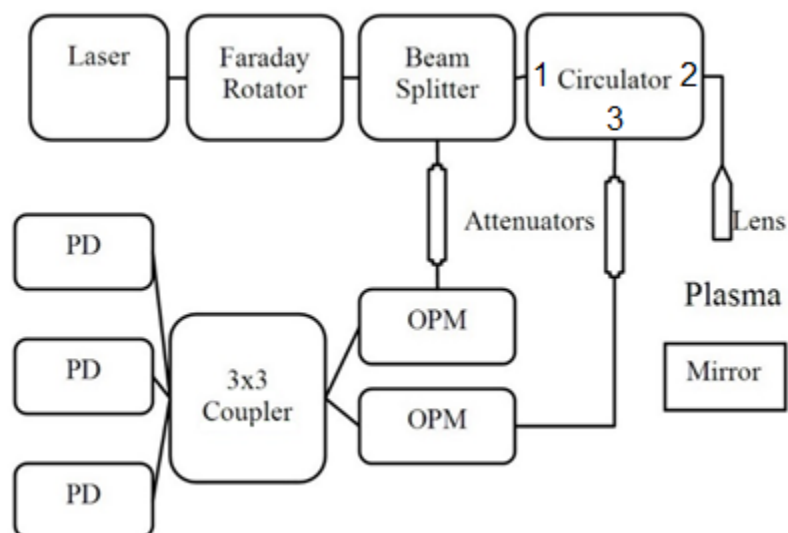 Laser
Faraday
Rotator
Beam
Splitter
1 Circulator 2
3
Attenuators
Lens
PD
OPM
Plasma
PD
3x3
Coupler
Mirror
OPM
PD